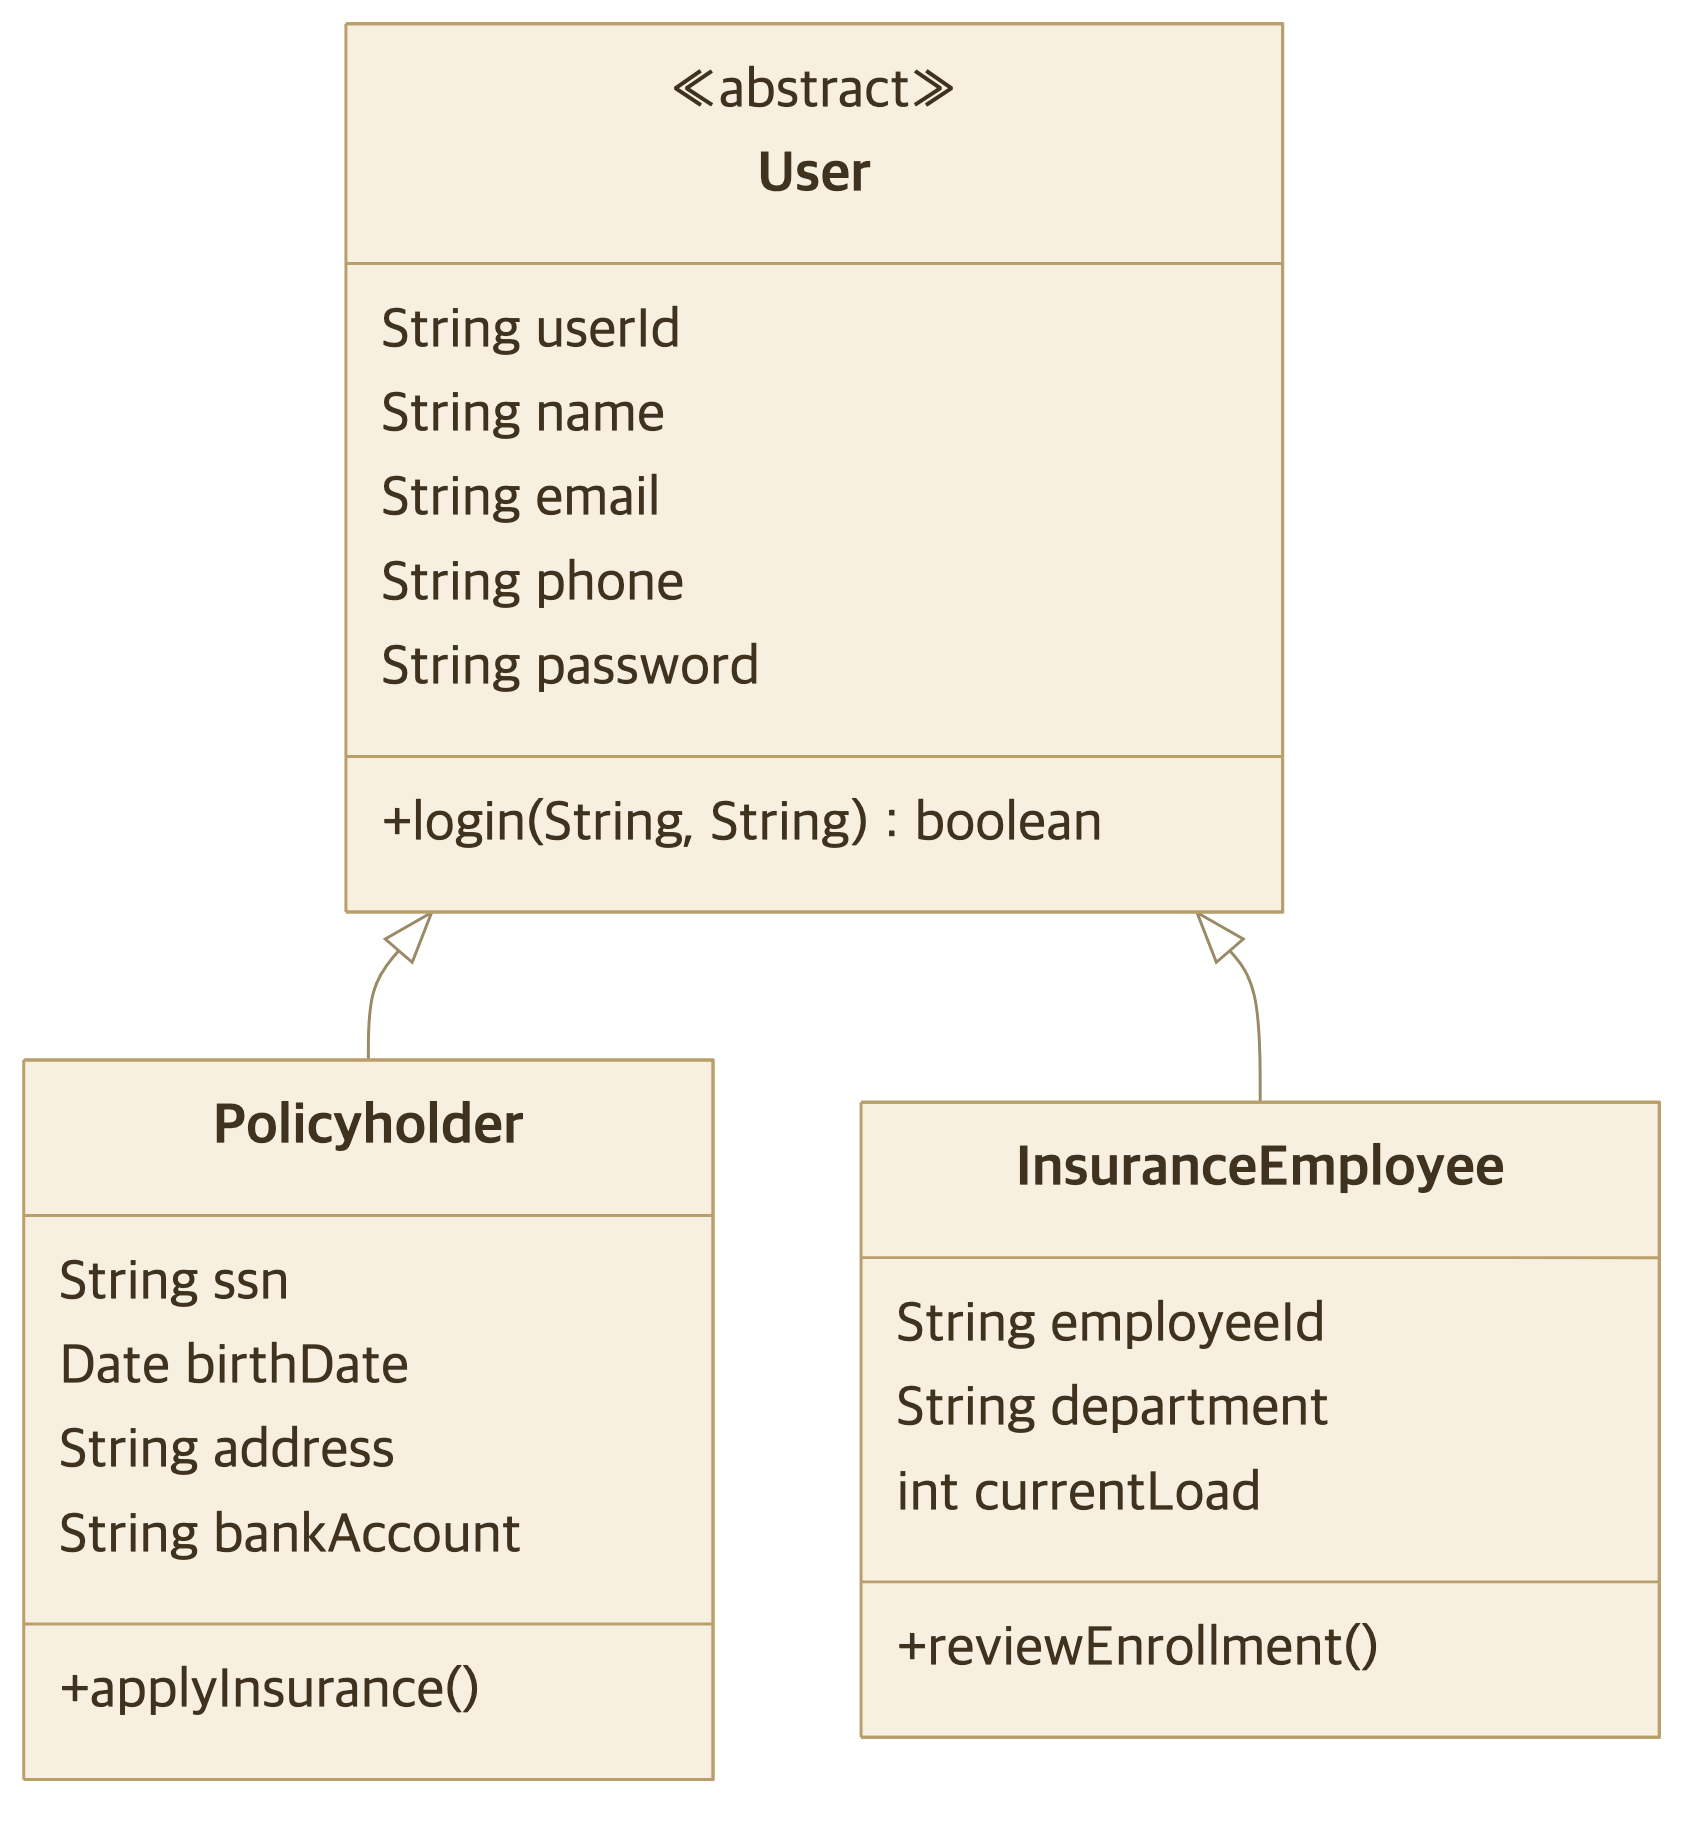 ≪abstract≫
User
String userId
String name
String email
String phone
String password
+login(String, String) : boolean
Policyholder
String ssn
Date birthDate
String address
String bankAccount
+applyInsurance()
InsuranceEmployee
String employeeId
String department
int currentLoad
+reviewEnrollment()